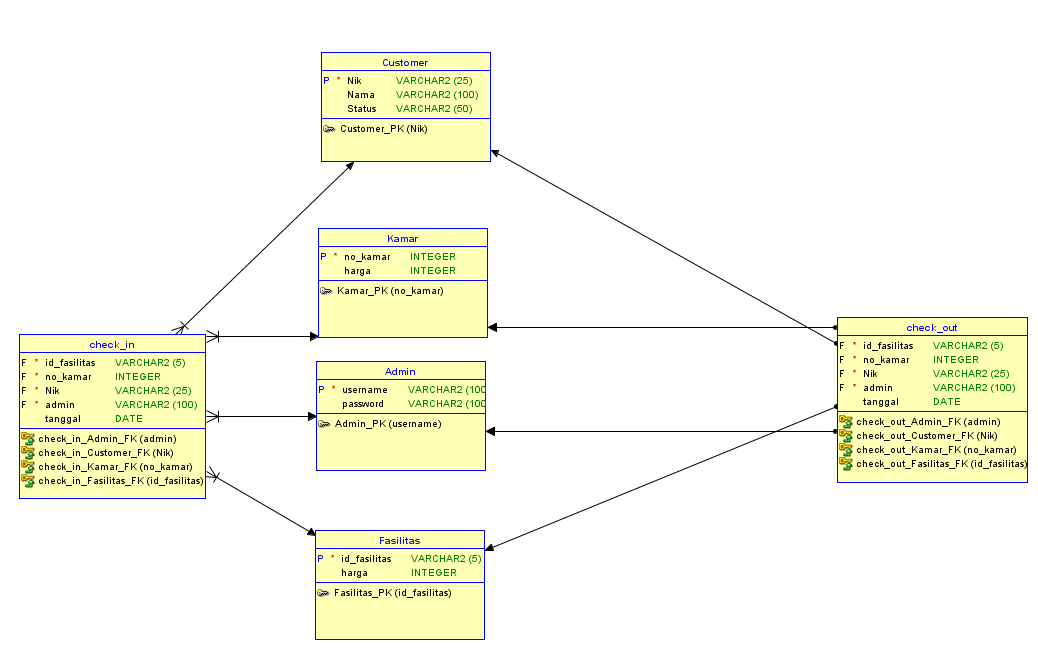 Customer
P * Nik VARCHAR2 (25)
Nama VARCHAR2 (100)
Status VARCHAR2 (50)
Customer_PK (Nik)
Kamar
P * no_kamar INTEGER
harga INTEGER
Kamar_PK (no_kamar)
check_in
F * id_fasilitas VARCHAR2 (5)
F * no_kamar INTEGER
F * Nik VARCHAR2 (25)
F * admin VARCHAR2 (100)
tanggal DATE
check_in_Admin_FK (admin)
check_in_Customer_FK (Nik)
check_in_Kamar_FK (no_kamar)
check_in_Fasilitas_FK (id_fasilitas)
Admin
P * username VARCHAR2 (100
password VARCHAR2 (100
Admin_PK (username)
check_out
F * id_fasilitas VARCHAR2 (5)
F * no_kamar INTEGER
F * Nik VARCHAR2 (25)
F * admin VARCHAR2 (100)
tanggal DATE
check_out_Admin_FK (admin)
check_out_Customer_FK (Nik)
check_out_Kamar_FK (no_kamar)
check_out_Fasilitas_FK (id_fasilitas)
Fasilitas
P * id_fasilitas VARCHAR2 (5)
harga INTEGER
Fasilitas_PK (id_fasilitas)